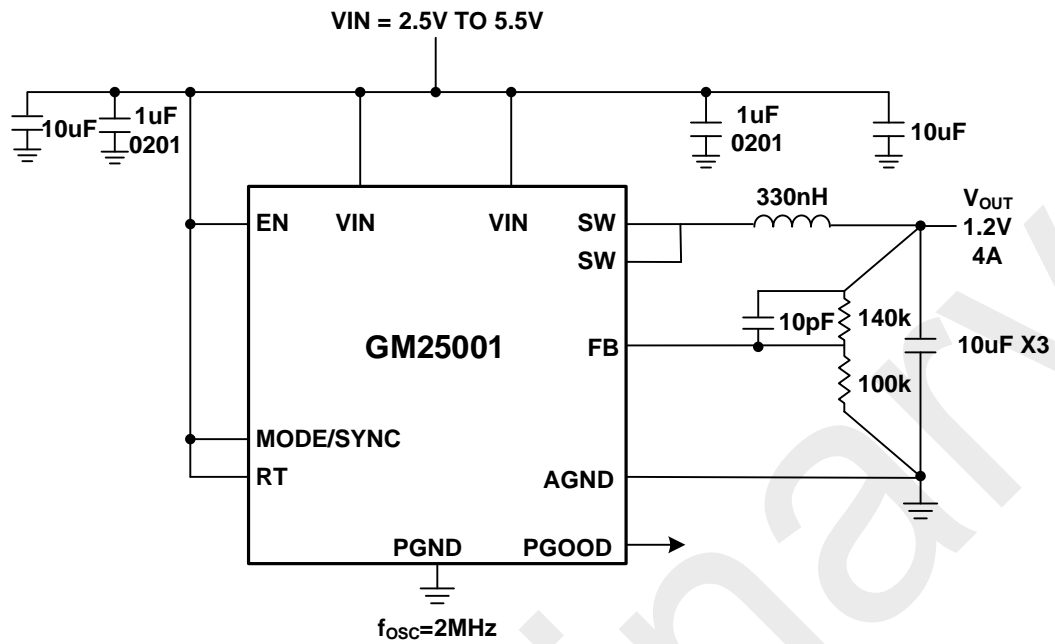 VIN = 2.5V TO 5.5V
10uF
1uF
0201
1uF
0201
10uF
EN
VIN
VIN
SW
SW
330nH
VOUT
1.2V
4A
GM25001
FB
10pF
140k
100k
10uF X3
MODE/SYNC
RT
AGND
PGND
PGOOD
fOSC=2MHz